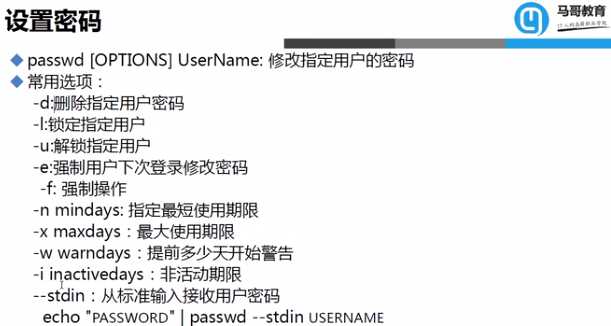 设置密码
马哥教育
passwd [OPTIONS] UserName: 修改指定用户的密码
常用选项：
-d:删除指定用户密码
-l:锁定指定用户
-u:解锁指定用户
-e:强制用户下次登录修改密码
-f: 强制操作
-n mindays: 指定最短使用期限
-x maxdays：最大使用期限
-w warndays：提前多少天开始警告
-i inactivedays：非活动期限
--stdin：从标准输入接收用户密码
echo "PASSWORD" | passwd --stdin USERNAME